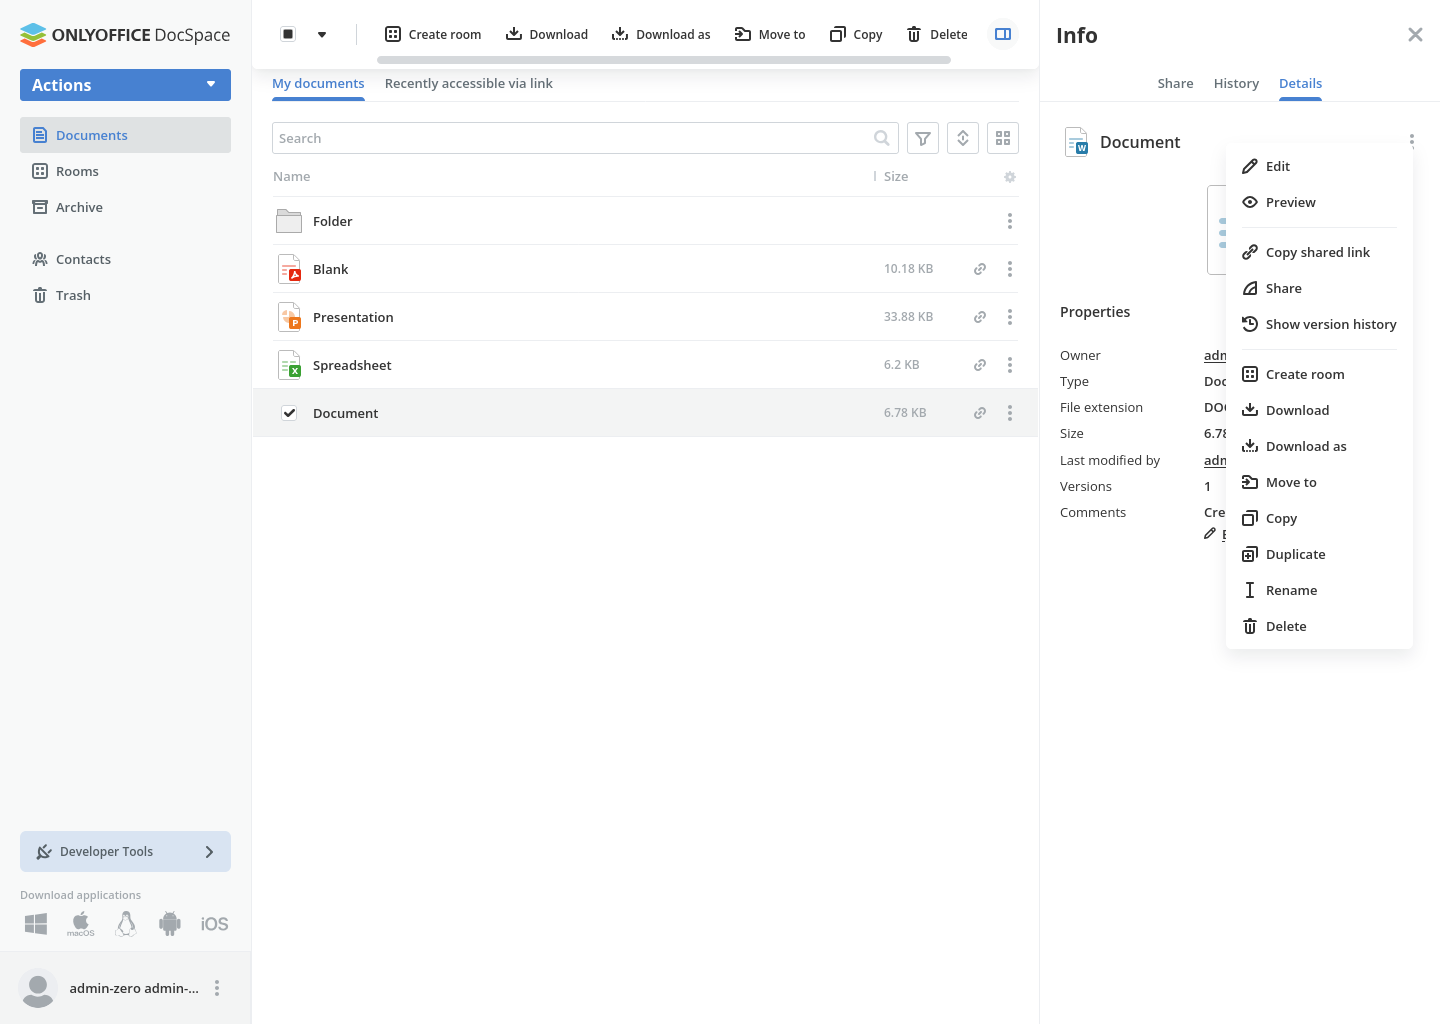 ONLYOFFICE DocSpace
Actions
Documents
Rooms
Archive
Contacts
Trash
Developer Tools
Download applications
macOS
iOS
admin-zero admin-...
Create room
Download
Download as
Move to
Copy
Delete
My documents
Recently accessible via link
Search
Name
Size
Folder
Blank
10.18 KB
Presentation
33.88 KB
Spreadsheet
6.2 KB
Document
6.78 KB
Info
Share
History
Details
Document
Properties
Owner
adm
Type
Doc
File extension
DO
Size
6.78
Last modified by
adm
Versions
1
Comments
Cre
Edit
Preview
Copy shared link
Share
Show version history
Create room
Download
Download as
Move to
Copy
Duplicate
Rename
Delete